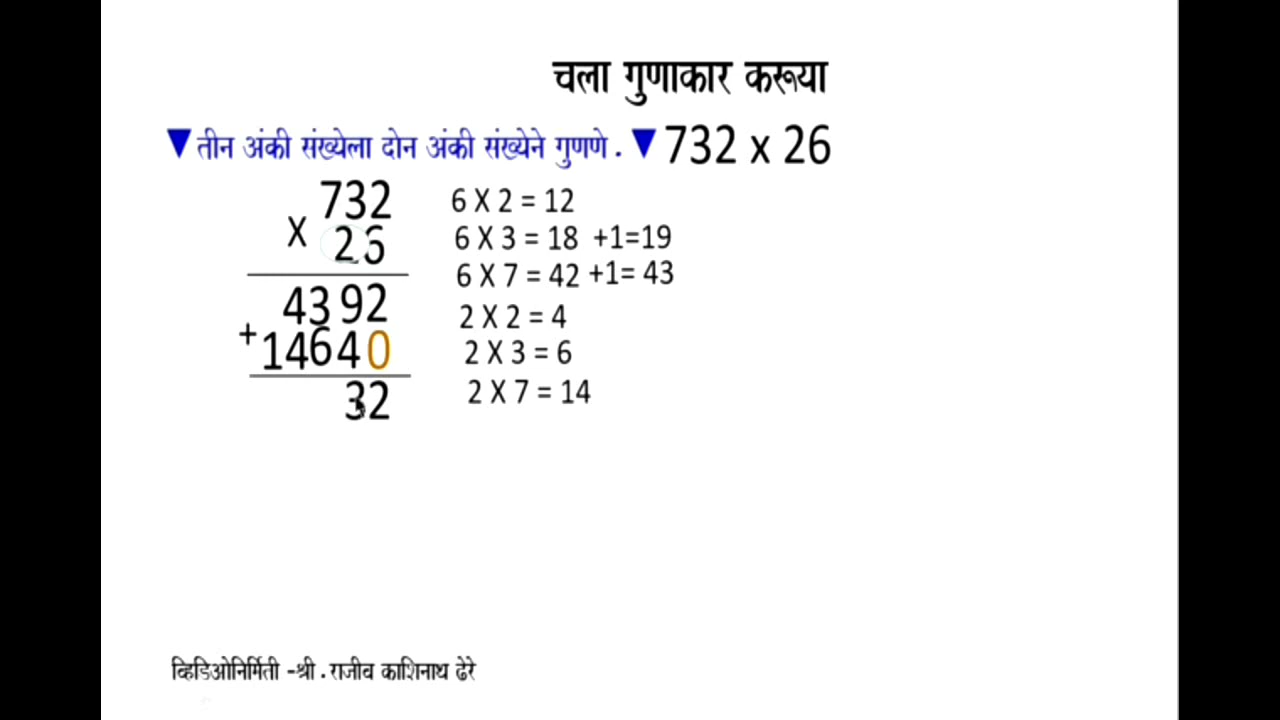 चला गुणाकार करूया
▼तीन अंकी संख्येला दोन अंकी संख्येने गुणणे . ▼732 x 26
732
X 26
4392
+14640
32
6 X 2 = 12
6 X 3 = 18 +1=19
6 X 7 = 42 +1= 43
2 X 2 = 4
2 X 3 = 6
2 X 7 = 14
व्हिडिओनिर्मिती -श्री . राजीव काशिनाथ ढेरे